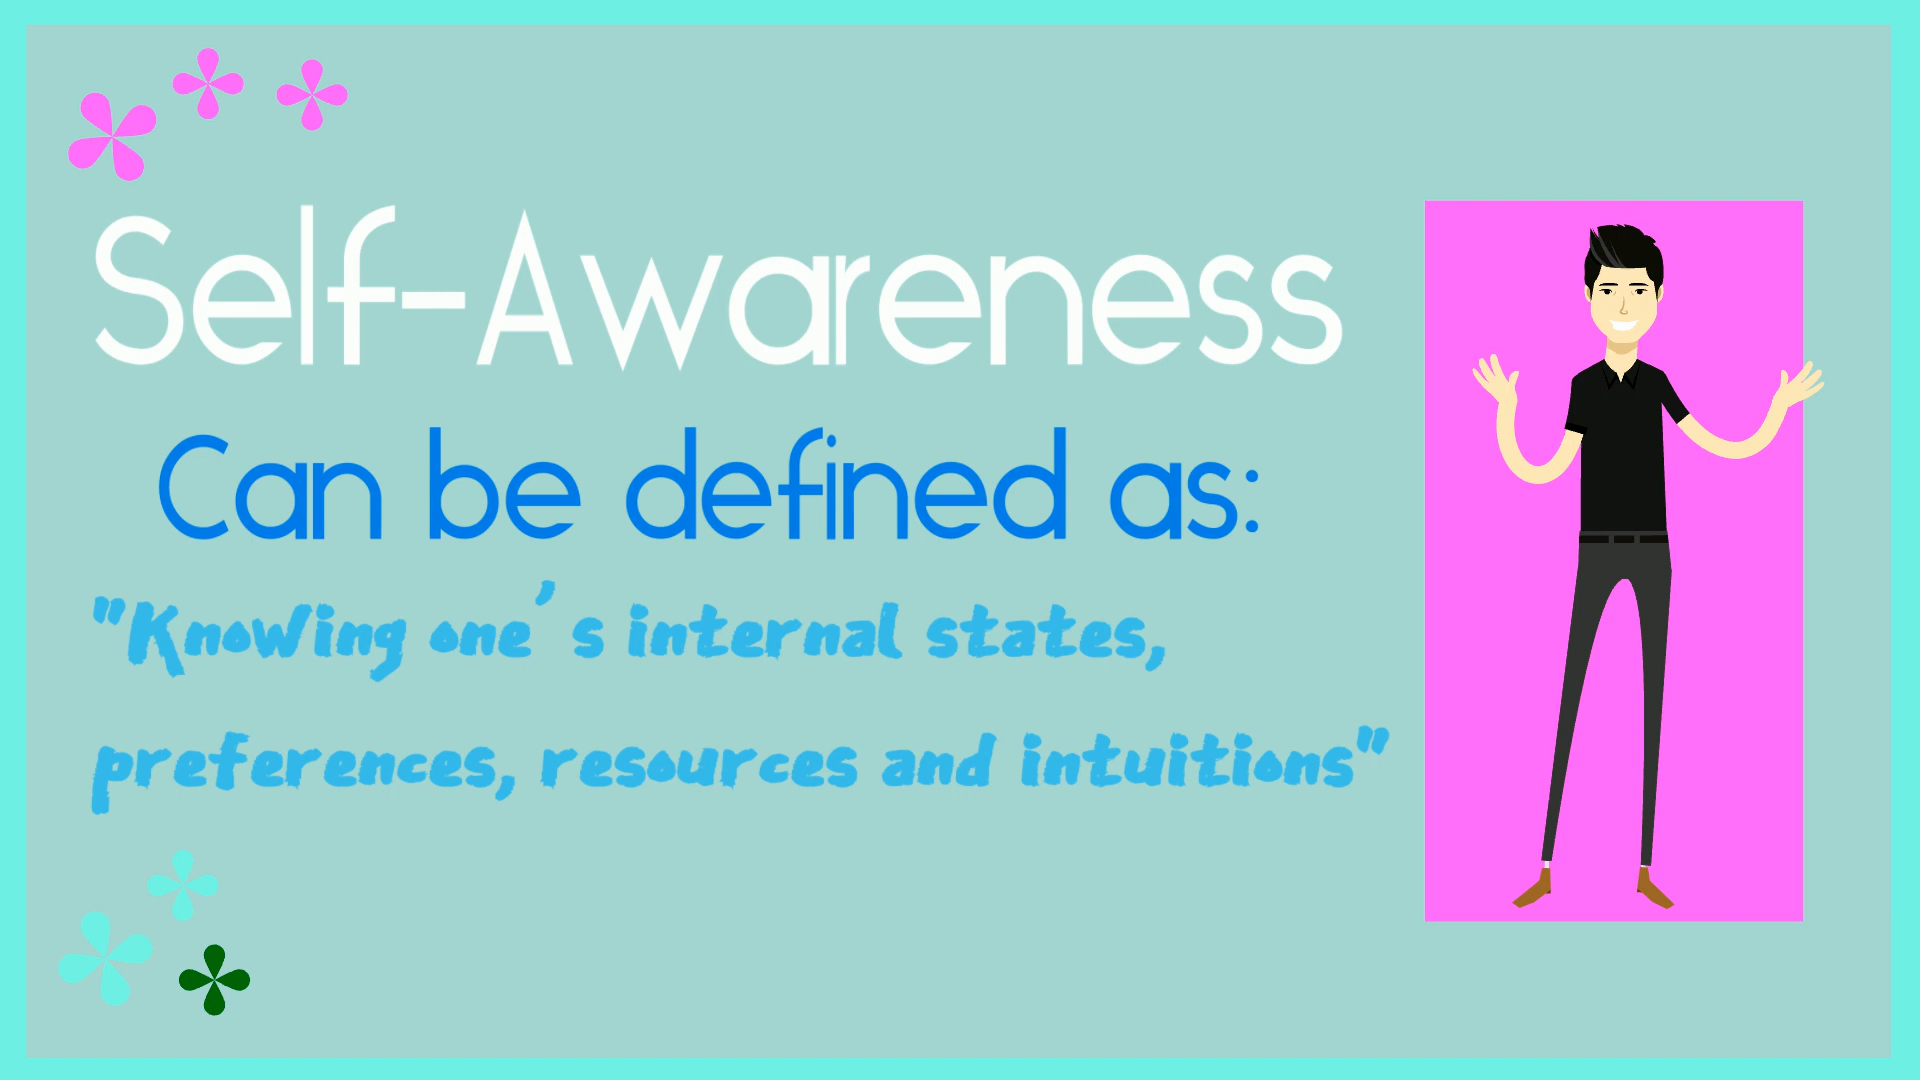 Self-Awareness
Can be defined as:
"Knowing one's internal states,
preferences, resources and intuitions"